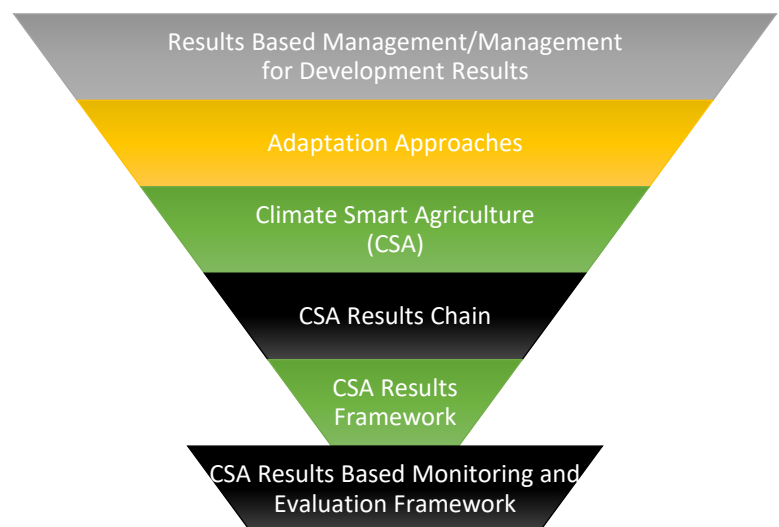 Results Based Management/Management
for Development Results
Adaptation Approaches
Climate Smart Agriculture
(CSA)
CSA Results Chain
CSA Results
Framework
CSA Results Based Monitoring and
Evaluation Framework